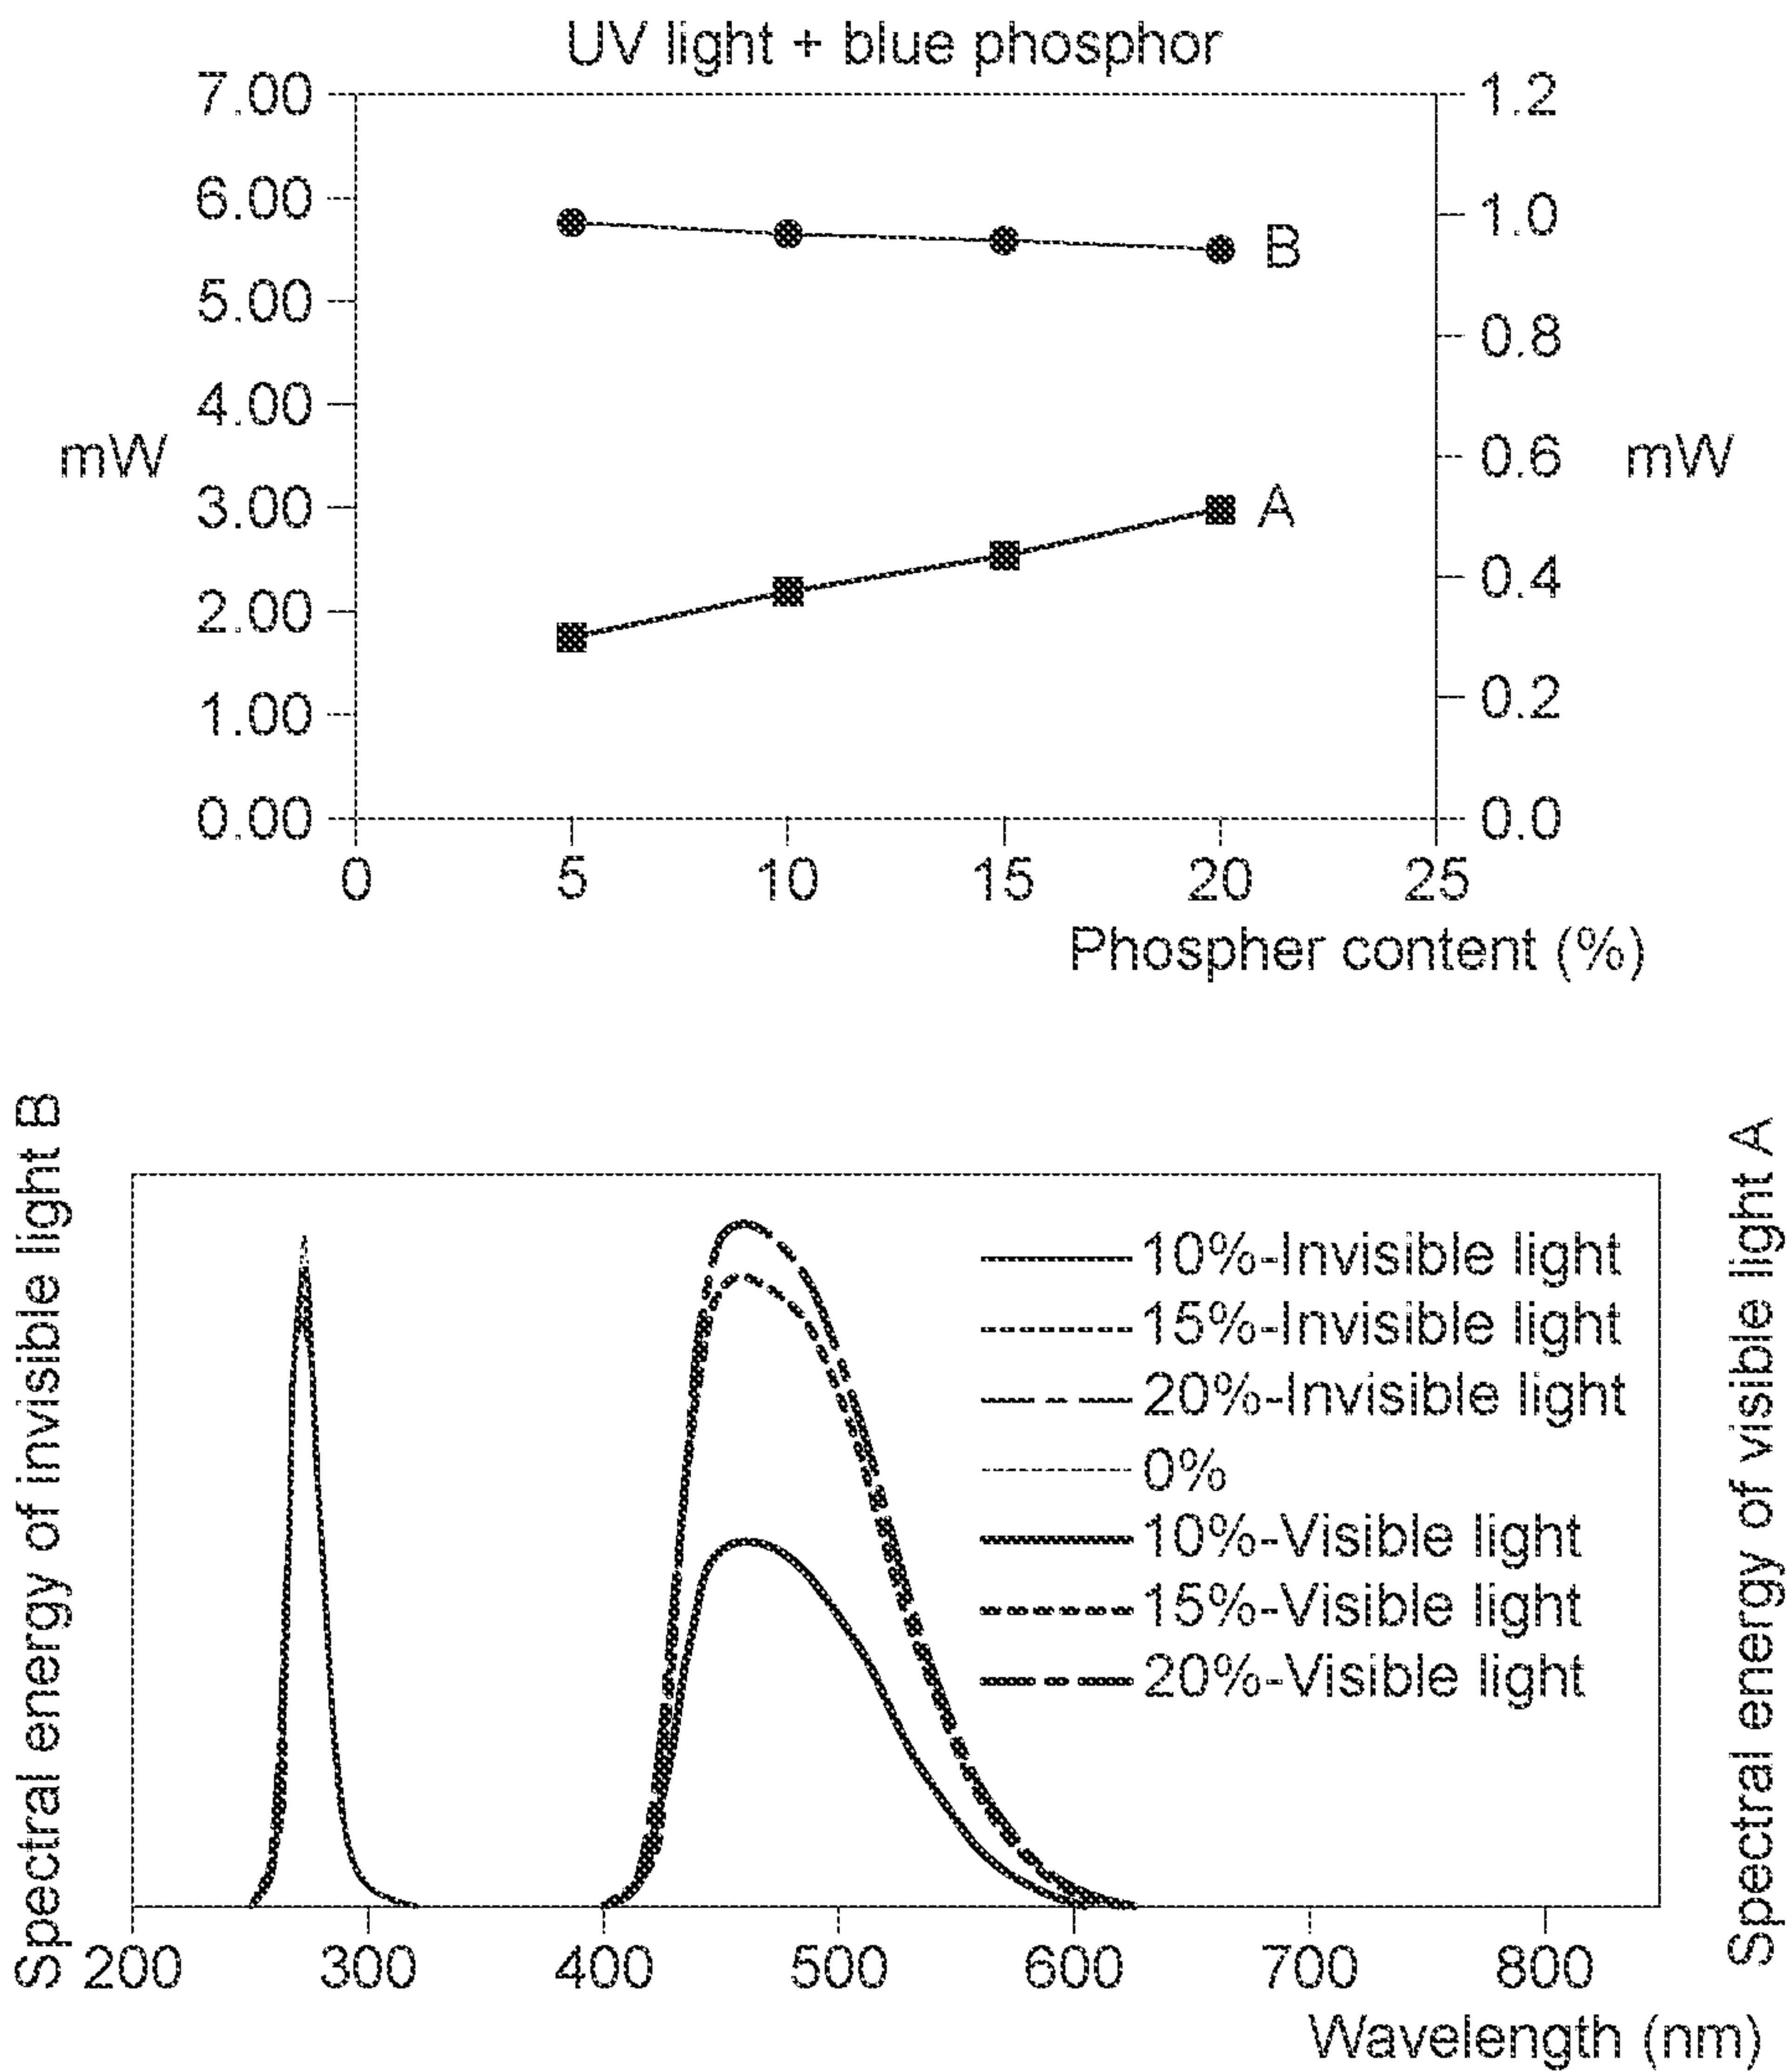 UV light + blue phosphor
7.00
6.00
5.00
4.00
3.00
2.00
1.00
0.00
mW
1.2
1.0
0.8
0.6
0.4
0.2
0.0
mW
B
A
0 5 10 15 20 25
Phospher content (%)
Spectral energy of invisible light B
Spectral energy of visible light A
10%-Invisible light
15%-Invisible light
20%-Invisible light
0%
10%-Visible light
15%-Visible light
20%-Visible light
200 300 400 500 600 700 800
Wavelength (nm)